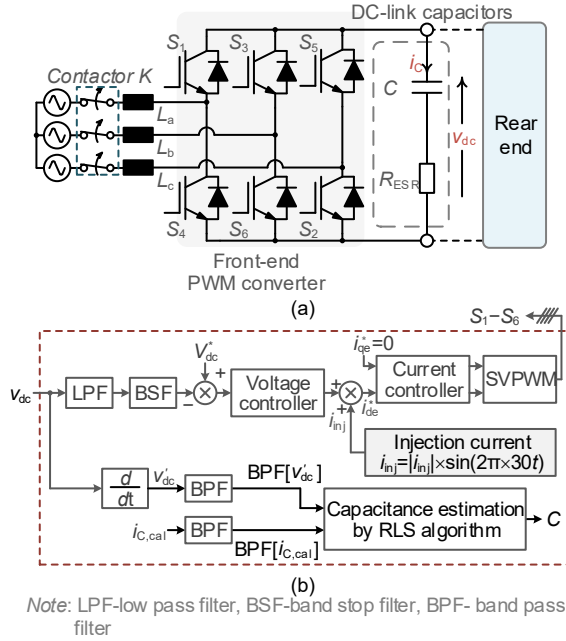 DC-link capacitors
S1 S3 S5
Contactor K
iC
C
vdc
Rear
end
La
Lb
Lc
RESR
S4 S6 S2
Front-end
PWM converter
(a)
S1−S6
V*dc
i*qe=0
vdc
LPF
BSF
+
−
Voltage
controller
+
+
iinj
i*de
Current
controller
SVPWM
Injection current
iinj=|iinj|×sin(2π×30t)
d
dt
v'dc
BPF
BPF[v'dc]
iC,cal
BPF
BPF[iC,cal]
Capacitance estimation
by RLS algorithm
C
(b)
Note: LPF-low pass filter, BSF-band stop filter, BPF- band pass
filter